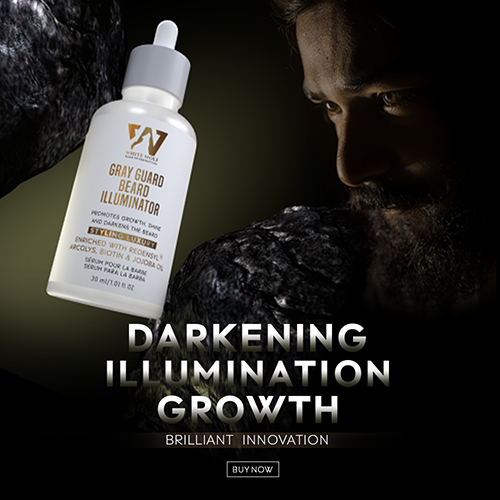 WHITE WOLF
GRAY GUARD
BEARD
ILLUMINATOR
PROMOTES GROWTH, SHINE
AND DARKENS THE BEARD
STYLING LUXURY
ENRICHED WITH REDENSYL®
ARCOLYS, BIOTIN & JOJOBA OIL
SÉRUM POUR LA BARBE
SERUM PARA LA BARBA
30 ml/1.01 fl.oz
DARKENING
ILLUMINATION
GROWTH
BRILLIANT INNOVATION
BUY NOW